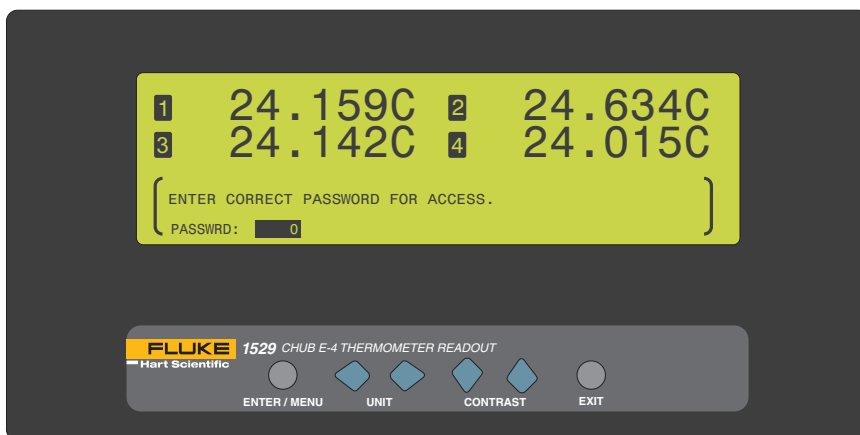 1 24.159C 2 24.634C
3 24.142C 4 24.015C
ENTER CORRECT PASSWORD FOR ACCESS.
PASSWRD: 0
FLUKE 1529 CHUB E-4 THERMOMETER READOUT
Hart Scientific
ENTER / MENU UNIT CONTRAST EXIT